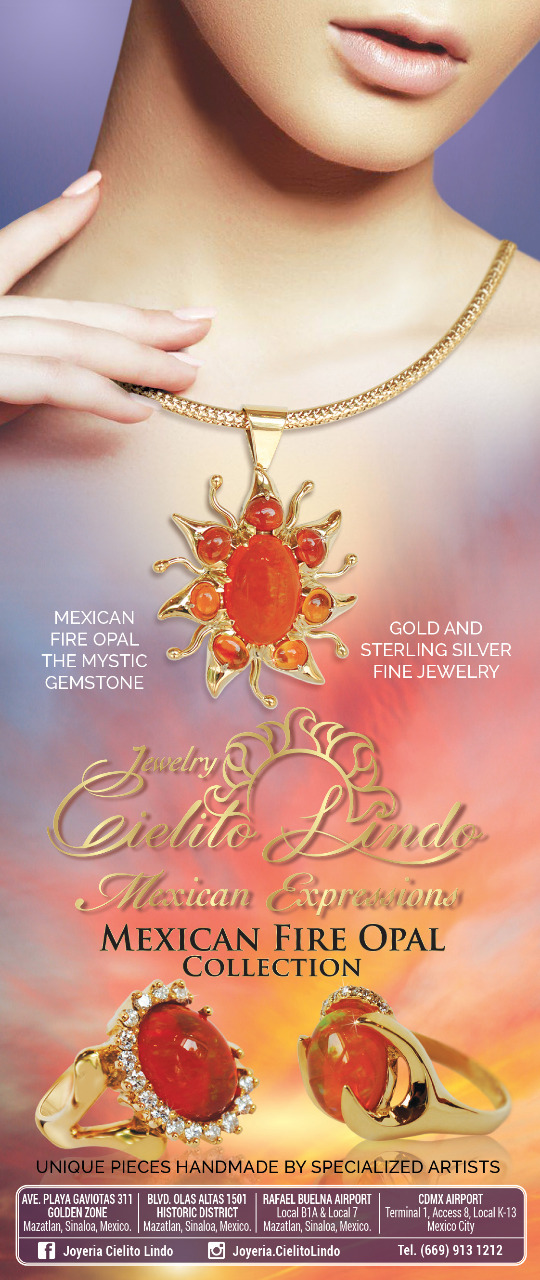 MEXICAN
FIRE OPAL
THE MYSTIC
GEMSTONE
GOLD AND
STERLING SILVER
FINE JEWELRY
Jewelry
Cielito Lindo
Mexican Expressions
MEXICAN FIRE OPAL
COLLECTION
UNIQUE PIECES HANDMADE BY SPECIALIZED ARTISTS
AVE. PLAYA GAVIOTAS 311
GOLDEN ZONE
Mazatlan, Sinaloa, Mexico.
BLVD. OLAS ALTAS 1501
HISTORIC DISTRICT
Mazatlan, Sinaloa, Mexico.
RAFAEL BUELNA AIRPORT
Local B1A & Local 7
Mazatlan, Sinaloa, Mexico.
CDMX AIRPORT
Terminal 1, Access 8, Local K-13
Mexico City
Joyeria Cielito Lindo
Joyeria.CielitoLindo
Tel. (669) 913 1212